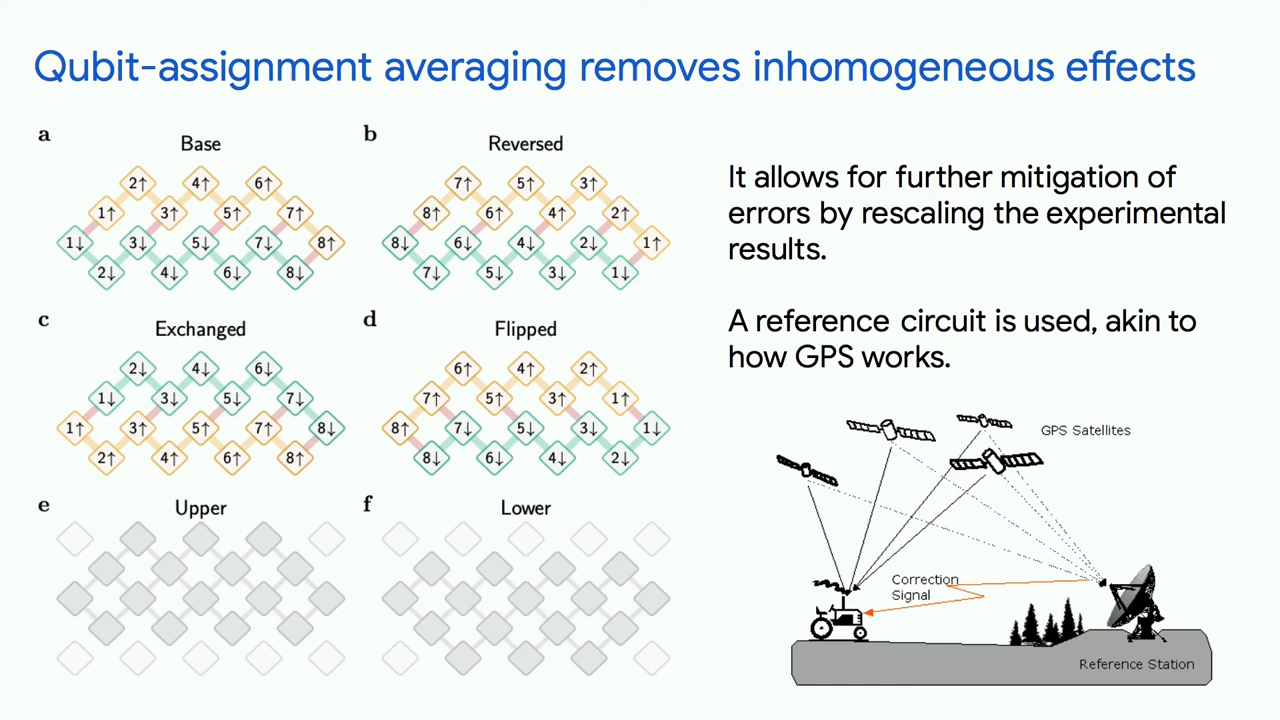 Qubit-assignment averaging removes inhomogeneous effects
a
Base
2↑ 4↑ 6↑
1↑ 3↑ 5↑ 7↑
1↓ 3↓ 5↓ 7↓ 8↑
2↓ 4↓ 6↓ 8↓
b
Reversed
7↑ 5↑ 3↑
8↑ 6↑ 4↑ 2↑
8↓ 6↓ 4↓ 2↓ 1↑
7↓ 5↓ 3↓ 1↓
c
Exchanged
2↓ 4↓ 6↓
1↓ 3↓ 5↓ 7↓
1↑ 3↑ 5↑ 7↑ 8↓
2↑ 4↑ 6↑ 8↑
d
Flipped
6↑ 4↑ 2↑
7↑ 5↑ 3↑ 1↑
8↑ 7↓ 5↓ 3↓ 1↓
8↓ 6↓ 4↓ 2↓
e
Upper
f
Lower
It allows for further mitigation of
errors by rescaling the experimental
results.
A reference circuit is used, akin to
how GPS works.
GPS Satellites
Correction
Signal
Reference Station